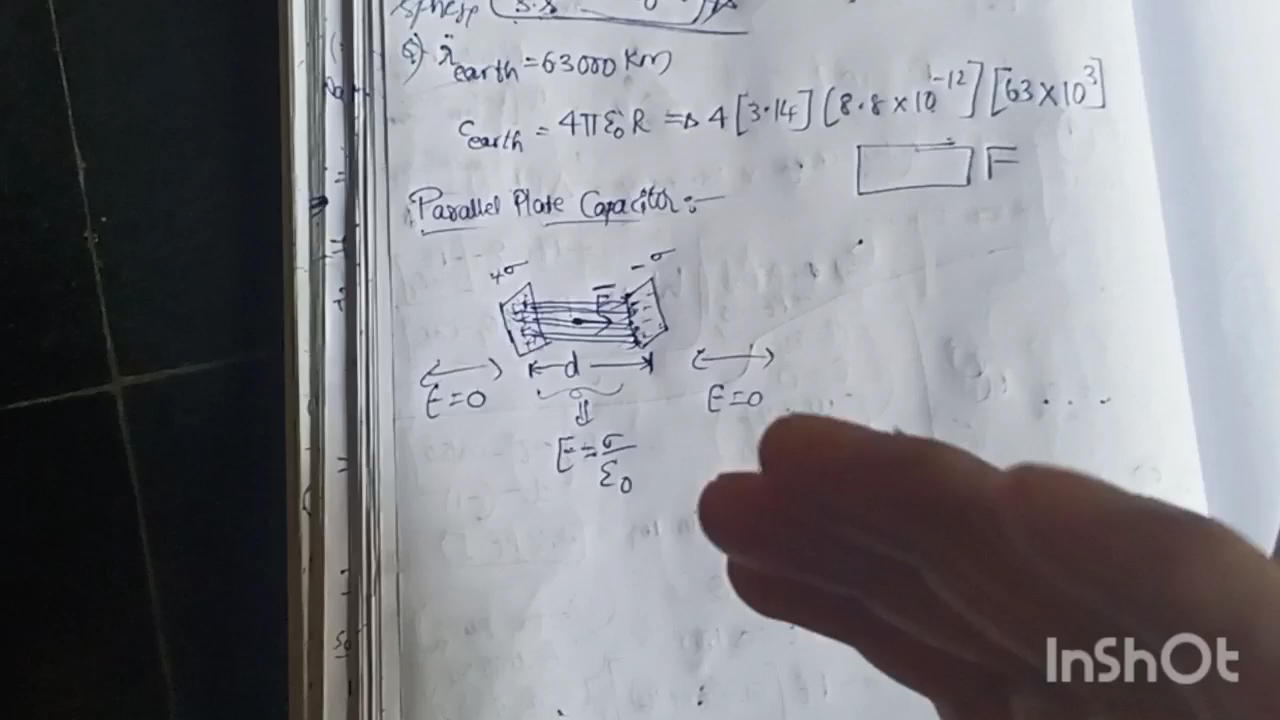 r earth = 63000 Km
C earth = 4πε₀R ⇒ 4 [3.14] (8.8 × 10⁻¹²] [63 × 10³]
F
Parallel Plate Capacitor :-
+σ
-σ
E
d
E=0
E=0
E = σ/ε₀
InShOt